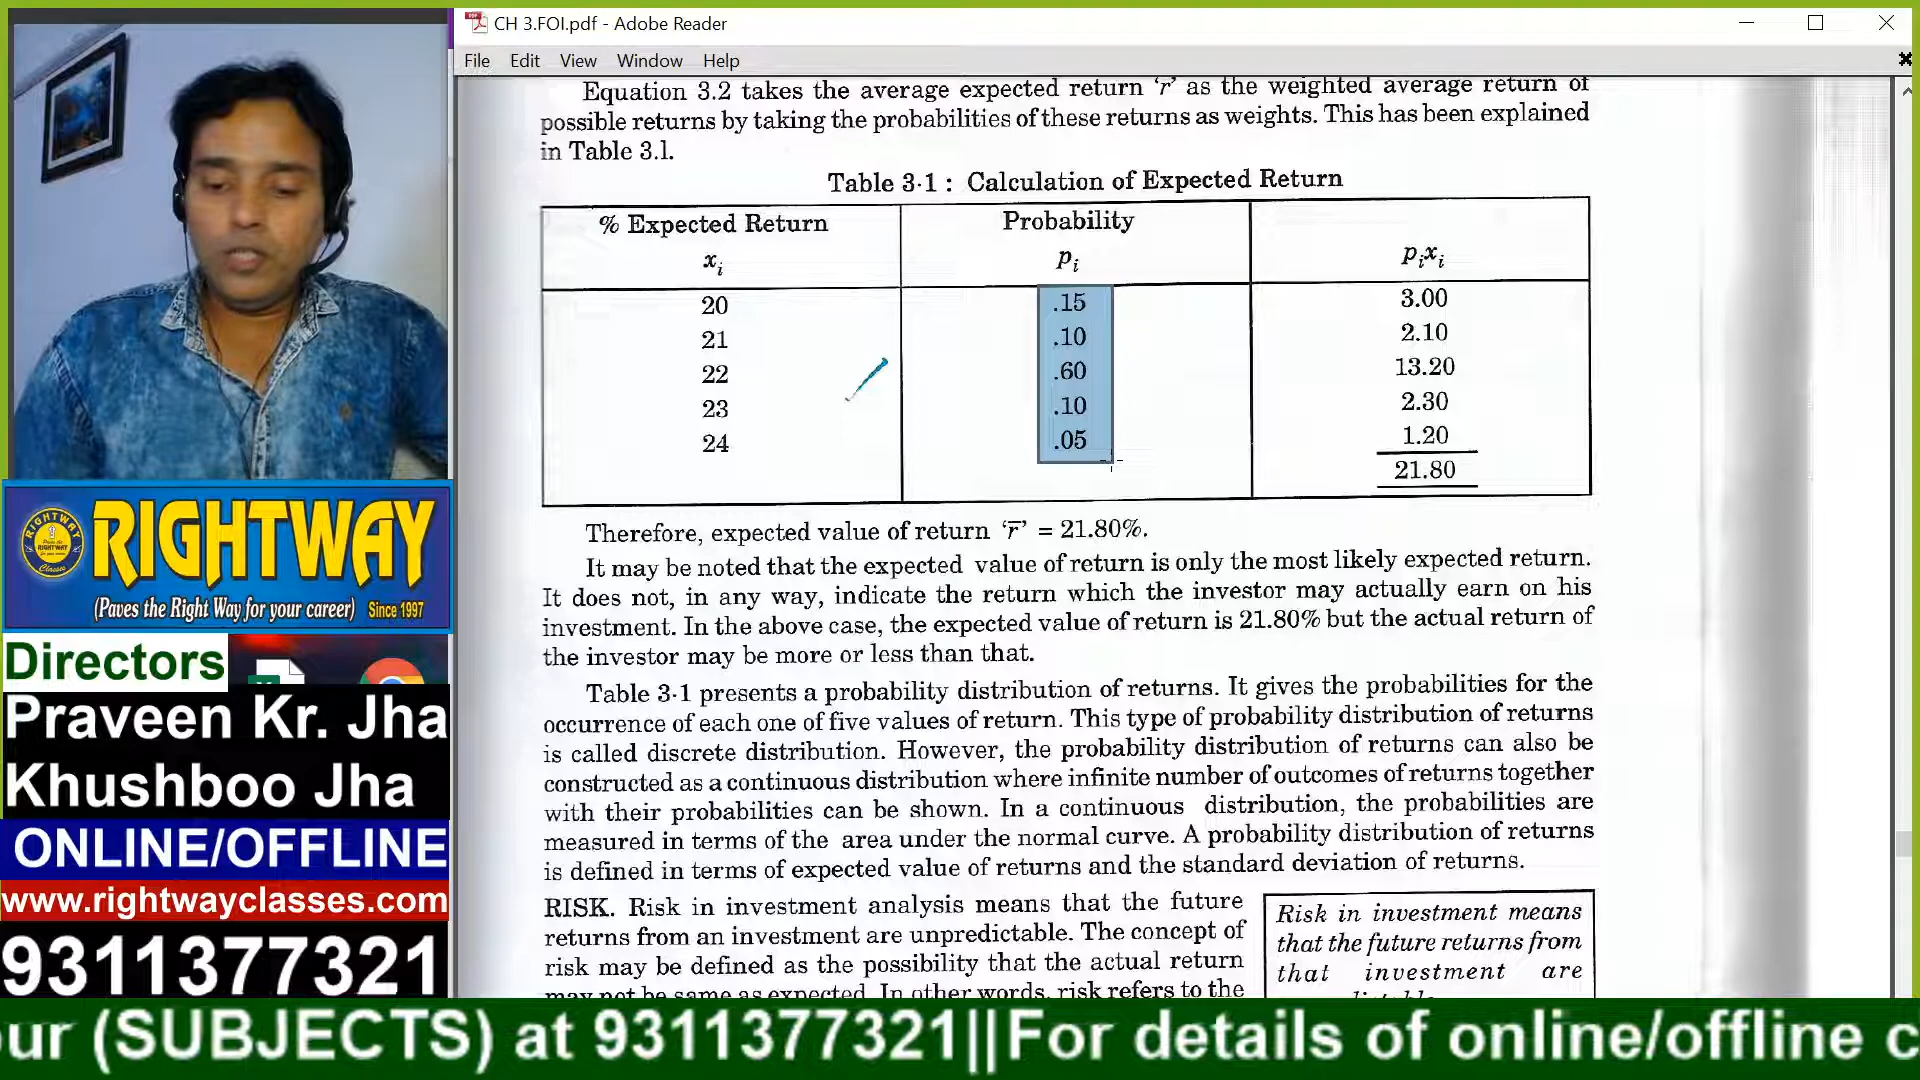 CH 3.FOI.pdf - Adobe Reader
File Edit View Window Help
Equation 3.2 takes the average expected return ‘r’ as the weighted average return of
possible returns by taking the probabilities of these returns as weights. This has been explained
in Table 3.l.
Table 3·1 : Calculation of Expected Return
% Expected Return Probability
xi pi pixi
20 .15 3.00
21 .10 2.10
22 .60 13.20
23 .10 2.30
24 .05 1.20
21.80
Therefore, expected value of return ‘r̅’ = 21.80%.
It may be noted that the expected value of return is only the most likely expected return.
It does not, in any way, indicate the return which the investor may actually earn on his
investment. In the above case, the expected value of return is 21.80% but the actual return of
the investor may be more or less than that.
Table 3·1 presents a probability distribution of returns. It gives the probabilities for the
occurrence of each one of five values of return. This type of probability distribution of returns
is called discrete distribution. However, the probability distribution of returns can also be
constructed as a continuous distribution where infinite number of outcomes of returns together
with their probabilities can be shown. In a continuous distribution, the probabilities are
measured in terms of the area under the normal curve. A probability distribution of returns
is defined in terms of expected value of returns and the standard deviation of returns.
RISK. Risk in investment analysis means that the future
returns from an investment are unpredictable. The concept of
risk may be defined as the possibility that the actual return
may not be same as expected. In other words, risk refers to the
Risk in investment means
that the future returns from
that investment are
RIGHTWAY
(Paves the Right Way for your career) Since 1997
RIGHTWAY
Classes
Directors
Praveen Kr. Jha
Khushboo Jha
ONLINE/OFFLINE
www.rightwayclasses.com
9311377321
our (SUBJECTS) at 9311377321||For details of online/offline c